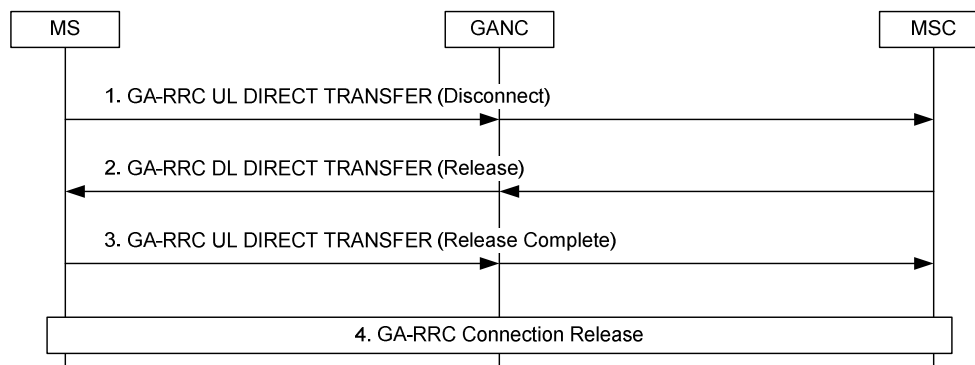 MS
GANC
MSC
1. GA-RRC UL DIRECT TRANSFER (Disconnect)
2. GA-RRC DL DIRECT TRANSFER (Release)
3. GA-RRC UL DIRECT TRANSFER (Release Complete)
4. GA-RRC Connection Release